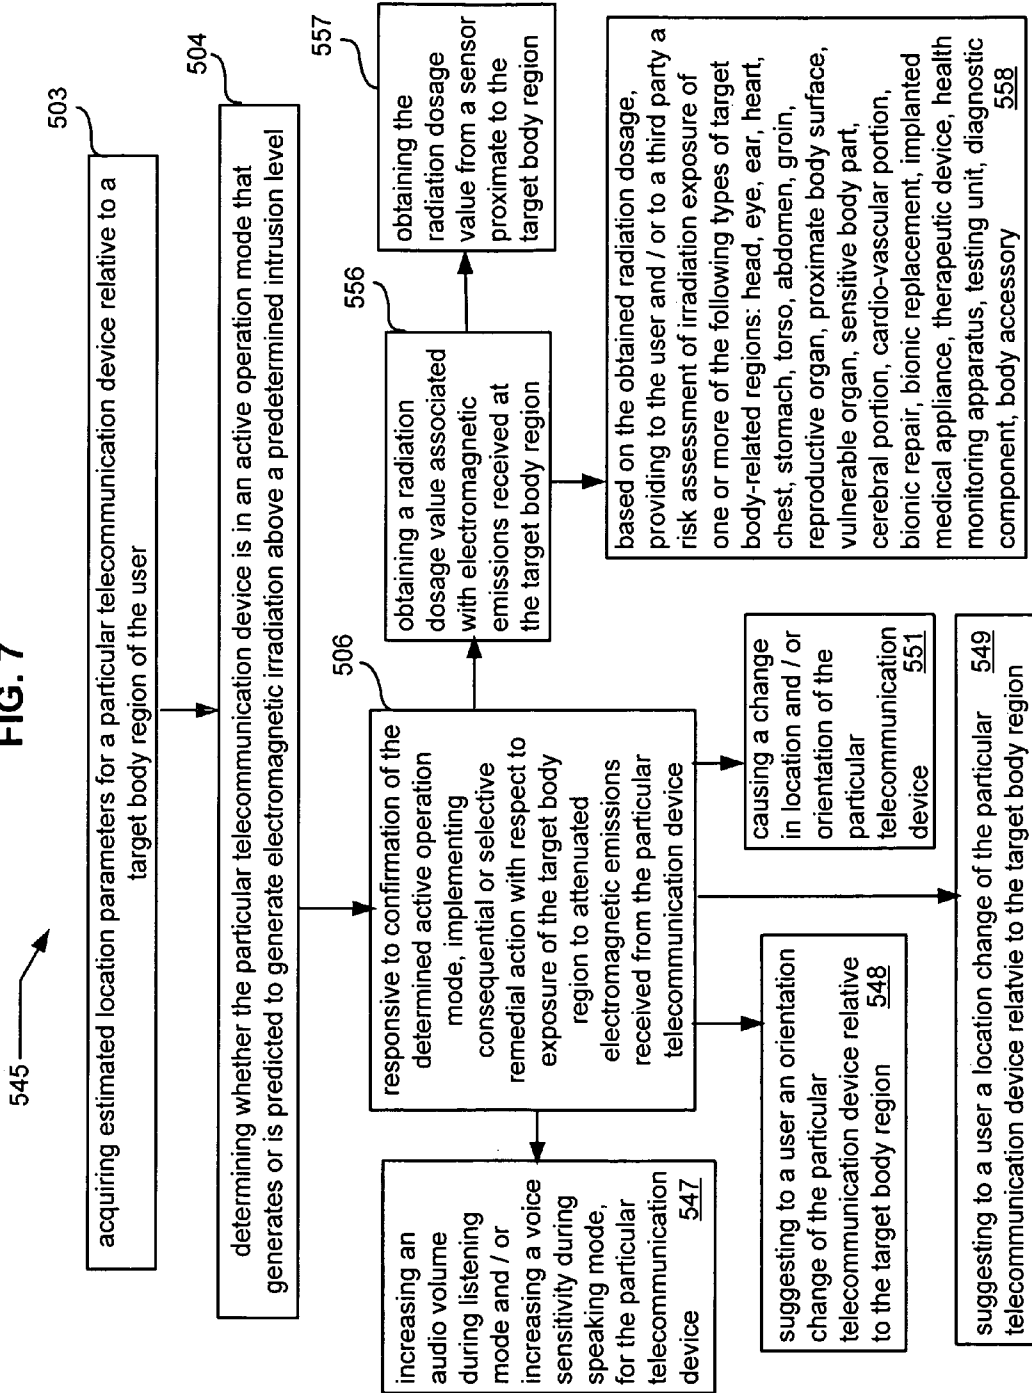 FIG. 7
545
503
acquiring estimated location parameters for a particular telecommunication device relative to a
target body region of the user
504
determining whether the particular telecommunication device is in an active operation mode that
generates or is predicted to generate electromagnetic irradiation above a predetermined intrusion level
506
responsive to confirmation of the
determined active operation
mode, implementing
consequential or selective
remedial action with respect to
exposure of the target body
region to attenuated
electromagnetic emissions
received from the particular
telecommunication device
556
obtaining a radiation
dosage value associated
with electromagnetic
emissions received at
the target body region
557
obtaining the
radiation dosage
value from a sensor
proximate to the
target body region
increasing an
audio volume
during listening
mode and / or
increasing a voice
sensitivity during
speaking mode,
for the particular
telecommunication
device 547
suggesting to a user an orientation
change of the particular
telecommunication device relative
to the target body region 548
causing a change
in location and / or
orientation of the
particular
telecommunication
device 551
based on the obtained radiation dosage,
providing to the user and / or to a third party a
risk assessment of irradiation exposure of
one or more of the following types of target
body-related regions: head, eye, ear, heart,
chest, stomach, torso, abdomen, groin,
reproductive organ, proximate body surface,
vulnerable organ, sensitive body part,
cerebral portion, cardio-vascular portion,
bionic repair, bionic replacement, implanted
medical appliance, therapeutic device, health
monitoring apparatus, testing unit, diagnostic
component, body accessory 558
suggesting to a user a location change of the particular 549
telecommunication device relatvie to the target body region